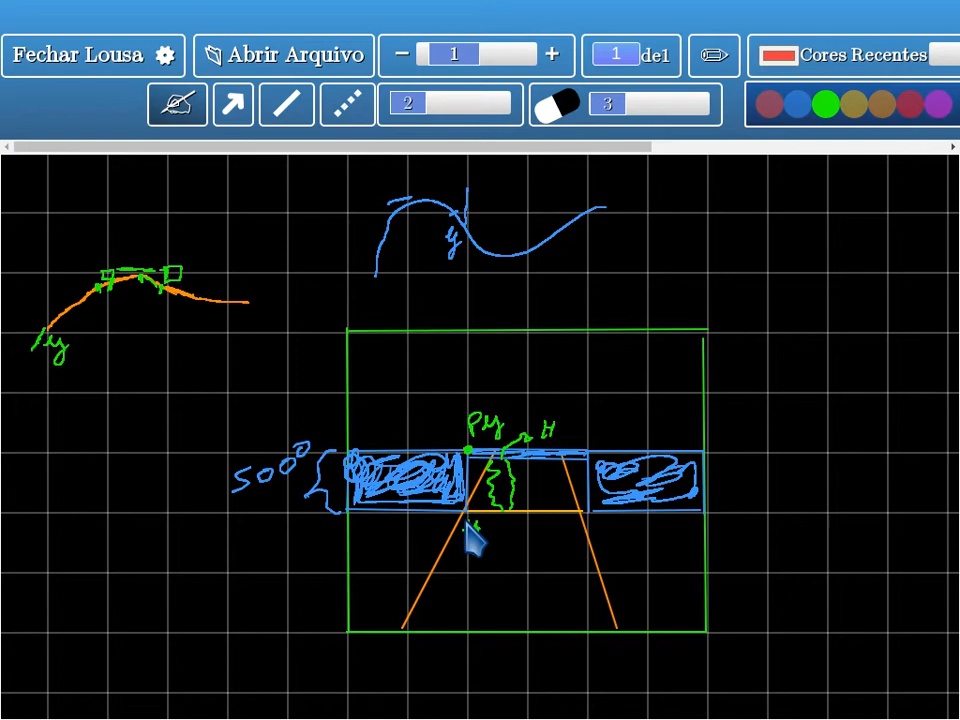 Fechar Lousa Abrir Arquivo − 1 + 1 de1 Cores Recentes
2 3
y
y
Py
H
500